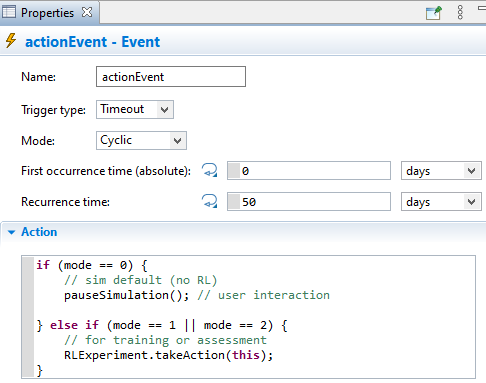 Properties
actionEvent - Event
Name: actionEvent
Trigger type: Timeout
Mode: Cyclic
First occurrence time (absolute): 0 days
Recurrence time: 50 days
Action
if (mode == 0) {
    // sim default (no RL)
    pauseSimulation(); // user interaction

} else if (mode == 1 || mode == 2) {
    // for training or assessment
    RLExperiment.takeAction(this);
}